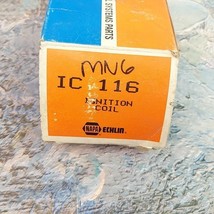 SYSTEMS PARTS
MN6
IC 116
IGNITION
COIL
NAPA ECHLIN